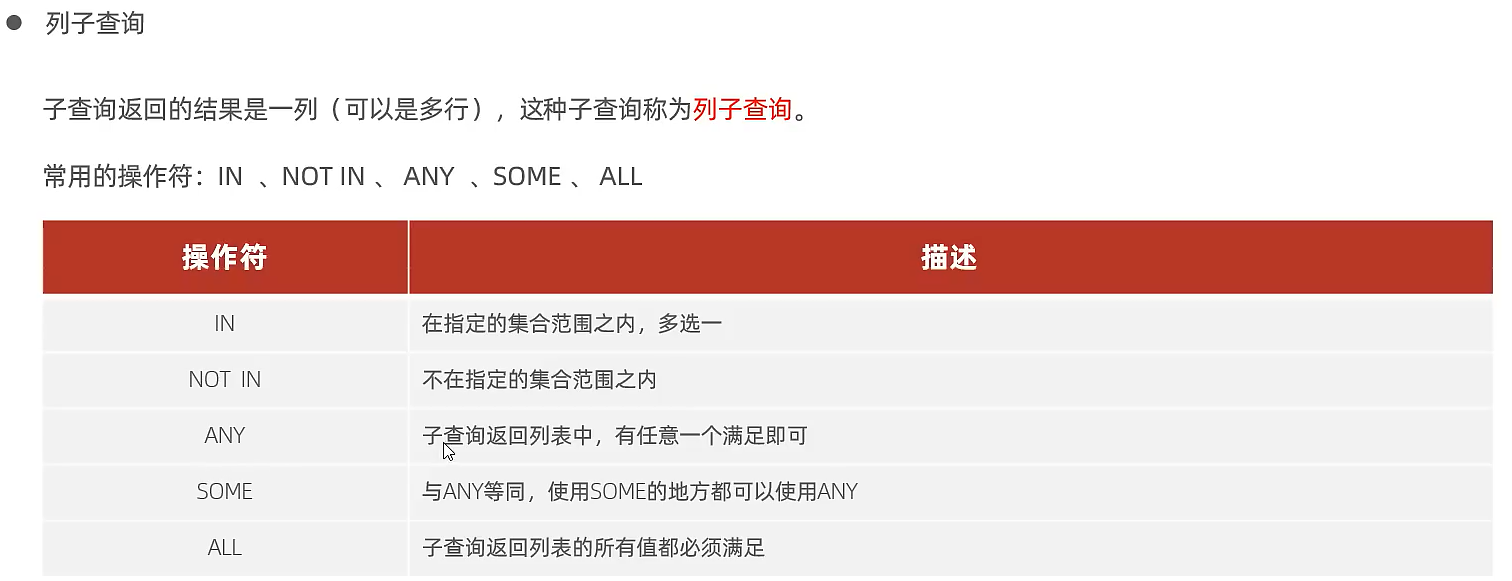 列子查询
子查询返回的结果是一列（可以是多行），这种子查询称为列子查询。
常用的操作符：IN 、NOT IN 、 ANY 、SOME 、 ALL
操作符 描述
IN 在指定的集合范围之内，多选一
NOT IN 不在指定的集合范围之内
ANY 子查询返回列表中，有任意一个满足即可
SOME 与ANY等同，使用SOME的地方都可以使用ANY
ALL 子查询返回列表的所有值都必须满足